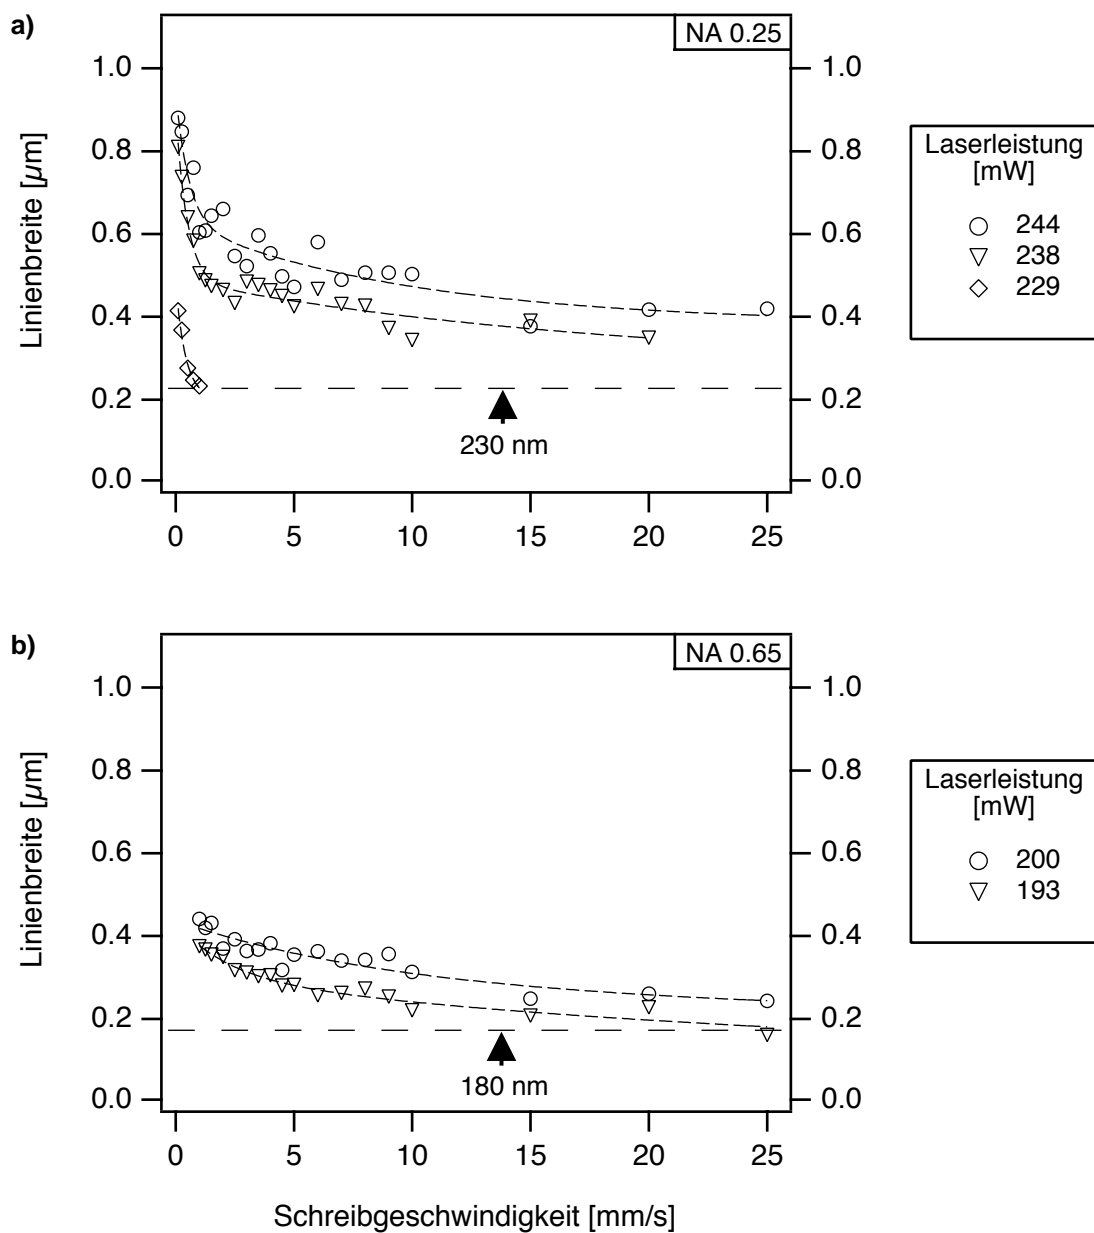 a)
NA 0.25
1.0 1.0
0.8 0.8
0.6 0.6
0.4 0.4
0.2 0.2
0.0 0.0
Linienbreite [µm]
230 nm
0 5 10 15 20 25
Laserleistung
[mW]
244
238
229
b)
NA 0.65
1.0 1.0
0.8 0.8
0.6 0.6
0.4 0.4
0.2 0.2
0.0 0.0
Linienbreite [µm]
180 nm
0 5 10 15 20 25
Schreibgeschwindigkeit [mm/s]
Laserleistung
[mW]
200
193